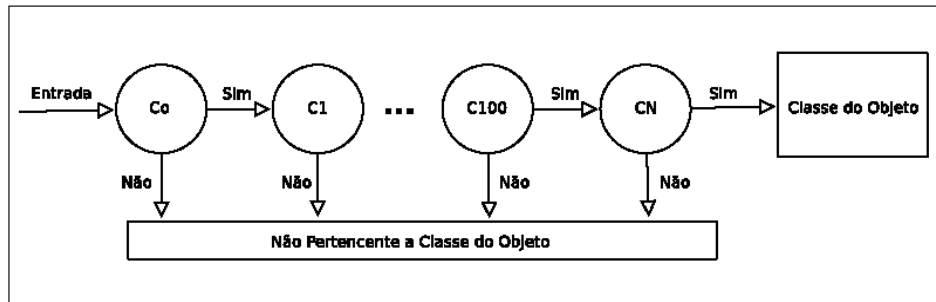 Entrada
Co
Sim
C1
...
C100
Sim
CN
Sim
Classe do Objeto
Não
Não
Não
Não
Não Pertencente a Classe do Objeto